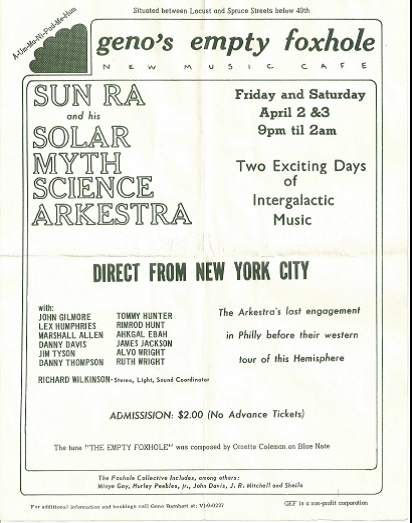 Situated between Locust and Spruce Streets below 40th
A-Um-Ma-Ni-Pad-Me-Hum
geno's empty foxhole
NEW MUSIC CAFE
SUN RA
and his
SOLAR
MYTH
SCIENCE
ARKESTRA
Friday and Saturday
April 2 &3
9pm til 2am
Two Exciting Days
of
Intergalactic
Music
DIRECT FROM NEW YORK CITY
with:
JOHN GILMORE
LEX HUMPHRIES
MARSHALL ALLEN
DANNY DAVIS
JIM TYSON
DANNY THOMPSON
TOMMY HUNTER
RIMROD HUNT
AHKGAL EBAH
JAMES JACKSON
ALVO WRIGHT
RUTH WRIGHT
RICHARD WILKINSON- Stereo, Light, Sound Coordinator
The Arkestra's last engagement
in Philly before their western
tour of this Hemisphere
ADMISSISION: $2.00 (No Advance Tickets)
The tune "THE EMPTY FOXHOLE" was composed by Ornette Coleman on Blue Note
The Foxhole Collective Includes, among others:
Gay, Hurley Peebles, Jr., John Davis, J. R. Mitchell and Sheila
For additional information and bookings call Geno Barnhart at: VI9-0227
GEF is a non-profit corporation